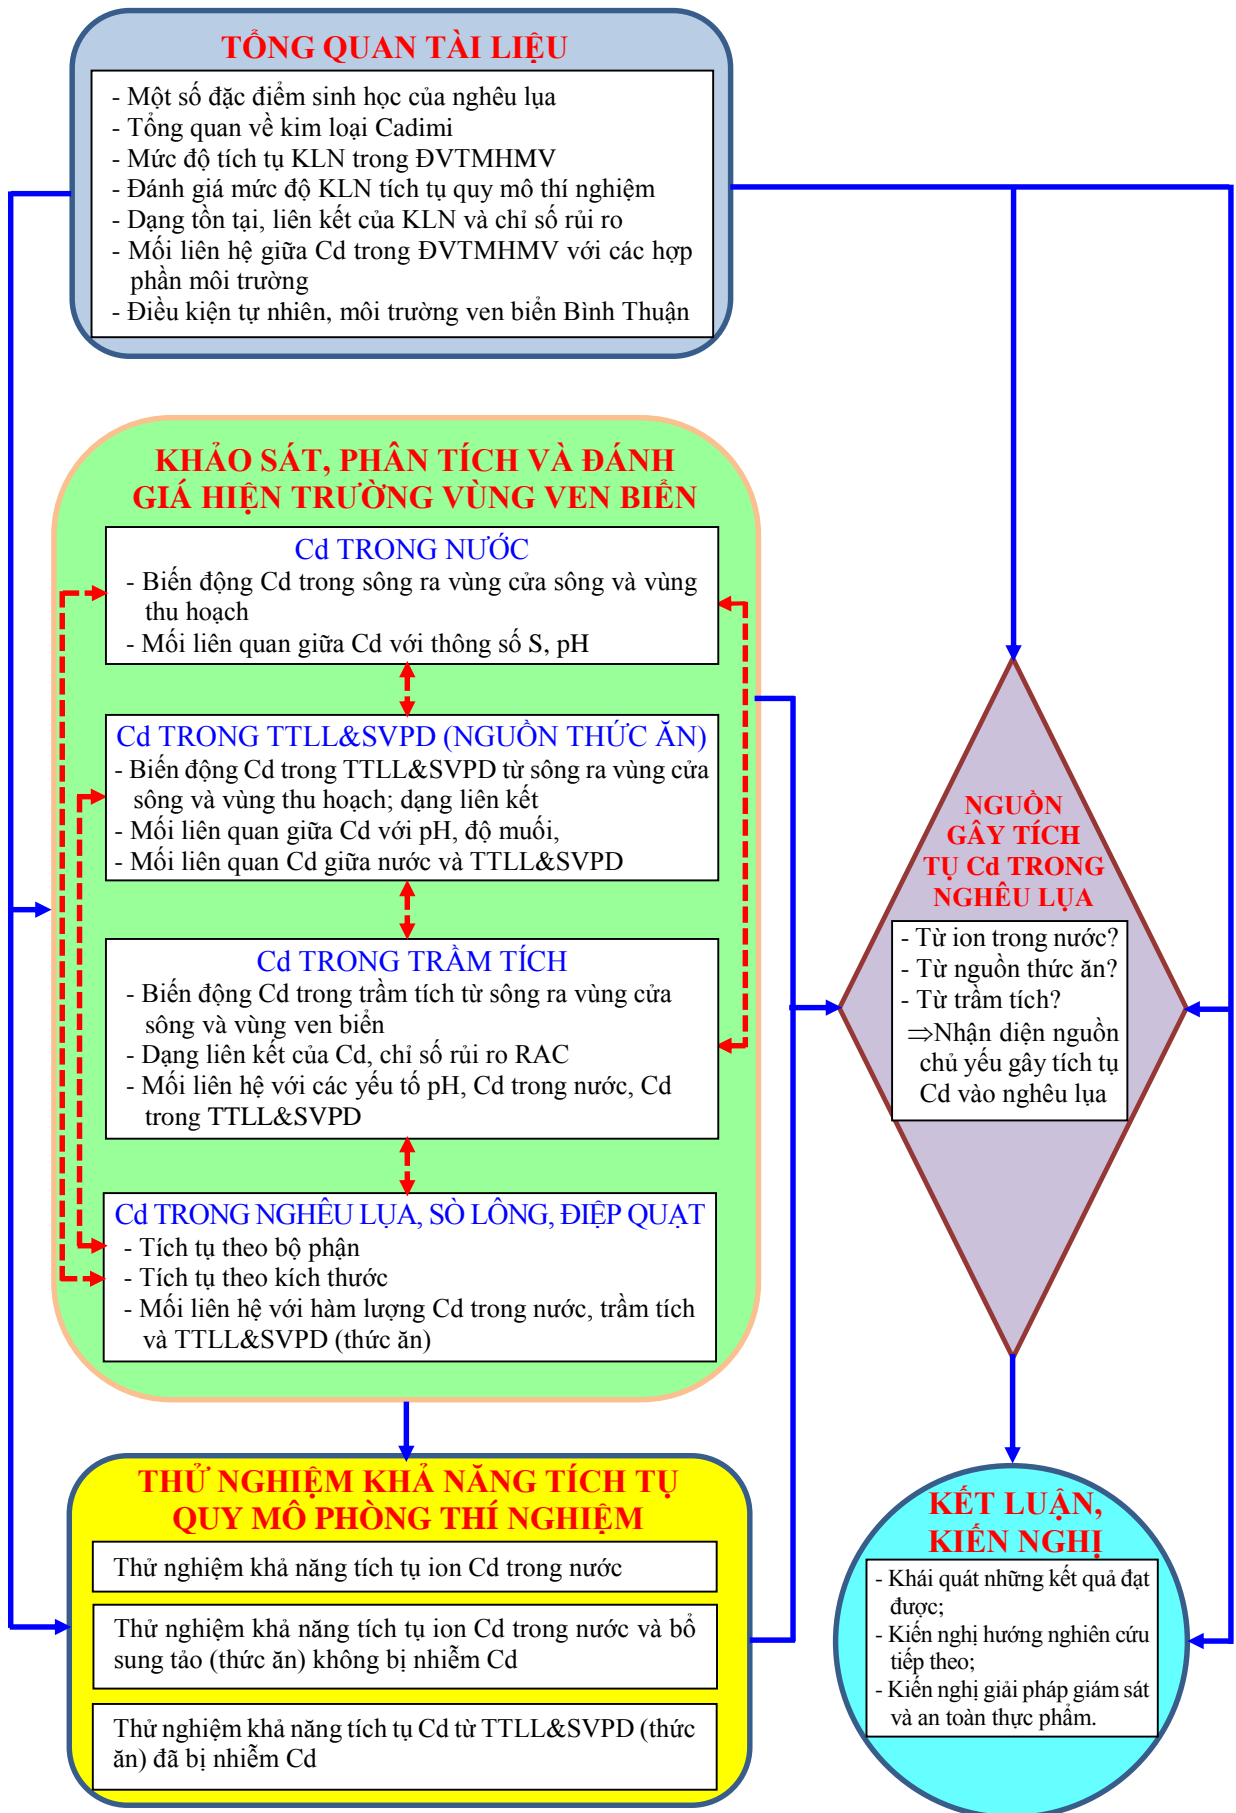 TỔNG QUAN TÀI LIỆU
- Một số đặc điểm sinh học của nghêu lụa
- Tổng quan về kim loại Cadimi
- Mức độ tích tụ KLN trong ĐVTMHMV
- Đánh giá mức độ KLN tích tụ quy mô thí nghiệm
- Dạng tồn tại, liên kết của KLN và chỉ số rủi ro
- Mối liên hệ giữa Cd trong ĐVTMHMV với các hợp
phần môi trường
- Điều kiện tự nhiên, môi trường ven biển Bình Thuận
KHẢO SÁT, PHÂN TÍCH VÀ ĐÁNH
GIÁ HIỆN TRƯỜNG VÙNG VEN BIỂN
Cd TRONG NƯỚC
- Biến động Cd trong sông ra vùng cửa sông và vùng
thu hoạch
- Mối liên quan giữa Cd với thông số S, pH
Cd TRONG TTLL&SVPD (NGUỒN THỨC ĂN)
- Biến động Cd trong TTLL&SVPD từ sông ra vùng cửa
sông và vùng thu hoạch; dạng liên kết
- Mối liên quan giữa Cd với pH, độ muối,
- Mối liên quan Cd giữa nước và TTLL&SVPD
Cd TRONG TRẦM TÍCH
- Biến động Cd trong trầm tích từ sông ra vùng cửa
sông và vùng ven biển
- Dạng liên kết của Cd, chỉ số rủi ro RAC
- Mối liên hệ với các yếu tố pH, Cd trong nước, Cd
trong TTLL&SVPD
Cd TRONG NGHÊU LỤA, SÒ LÔNG, ĐIỆP QUẠT
- Tích tụ theo bộ phận
- Tích tụ theo kích thước
- Mối liên hệ với hàm lượng Cd trong nước, trầm tích
và TTLL&SVPD (thức ăn)
THỬ NGHIỆM KHẢ NĂNG TÍCH TỤ
QUY MÔ PHÒNG THÍ NGHIỆM
Thử nghiệm khả năng tích tụ ion Cd trong nước
Thử nghiệm khả năng tích tụ ion Cd trong nước và bổ
sung tảo (thức ăn) không bị nhiễm Cd
Thử nghiệm khả năng tích tụ Cd từ TTLL&SVPD (thức
ăn) đã bị nhiễm Cd
NGUỒN
GÂY TÍCH
TỤ Cd TRONG
NGHÊU LỤA
- Từ ion trong nước?
- Từ nguồn thức ăn?
- Từ trầm tích?
⇒Nhận diện nguồn
chủ yếu gây tích tụ
Cd vào nghêu lụa
KẾT LUẬN,
KIẾN NGHỊ
- Khái quát những kết quả đạt
được;
- Kiến nghị hướng nghiên cứu
tiếp theo;
- Kiến nghị giải pháp giám sát
và an toàn thực phẩm.